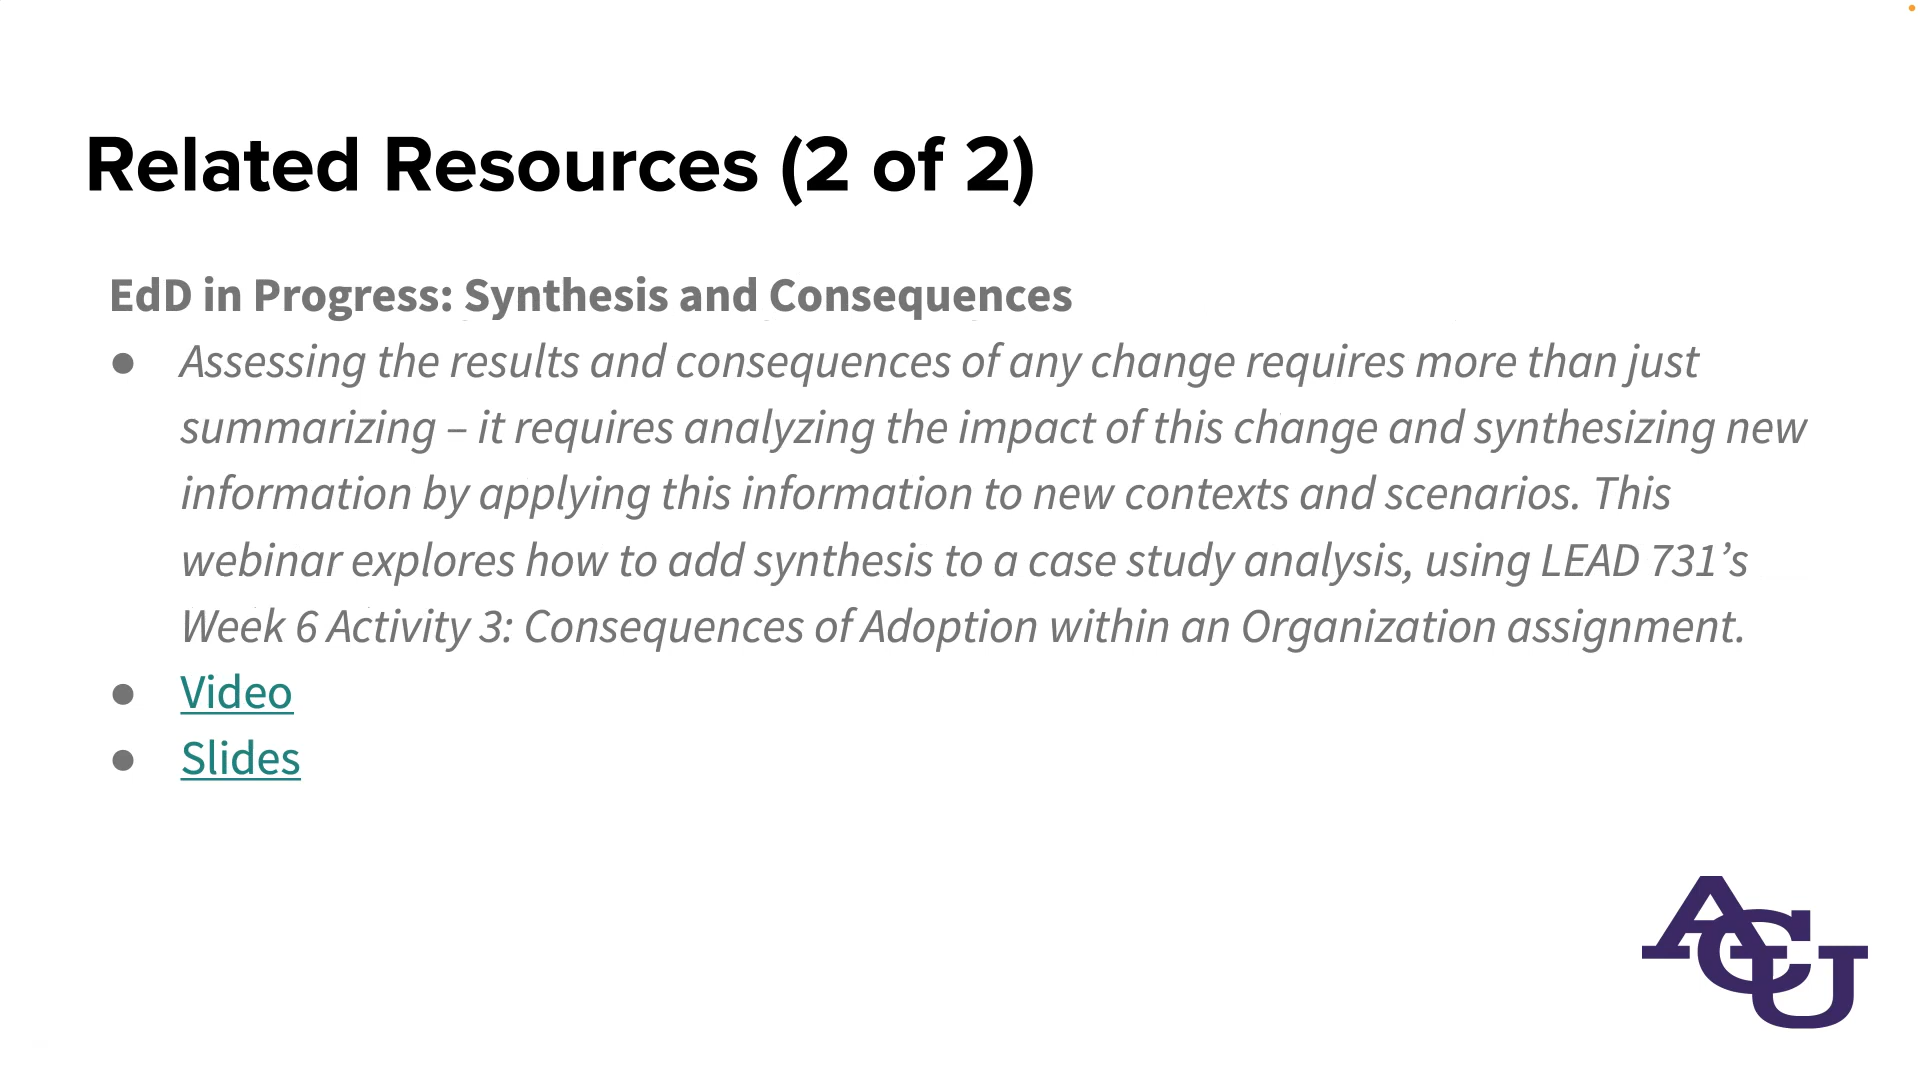 Related Resources (2 of 2)
EdD in Progress: Synthesis and Consequences
● Assessing the results and consequences of any change requires more than just
summarizing – it requires analyzing the impact of this change and synthesizing new
information by applying this information to new contexts and scenarios. This
webinar explores how to add synthesis to a case study analysis, using LEAD 731’s
Week 6 Activity 3: Consequences of Adoption within an Organization assignment.
● Video
● Slides
ACU